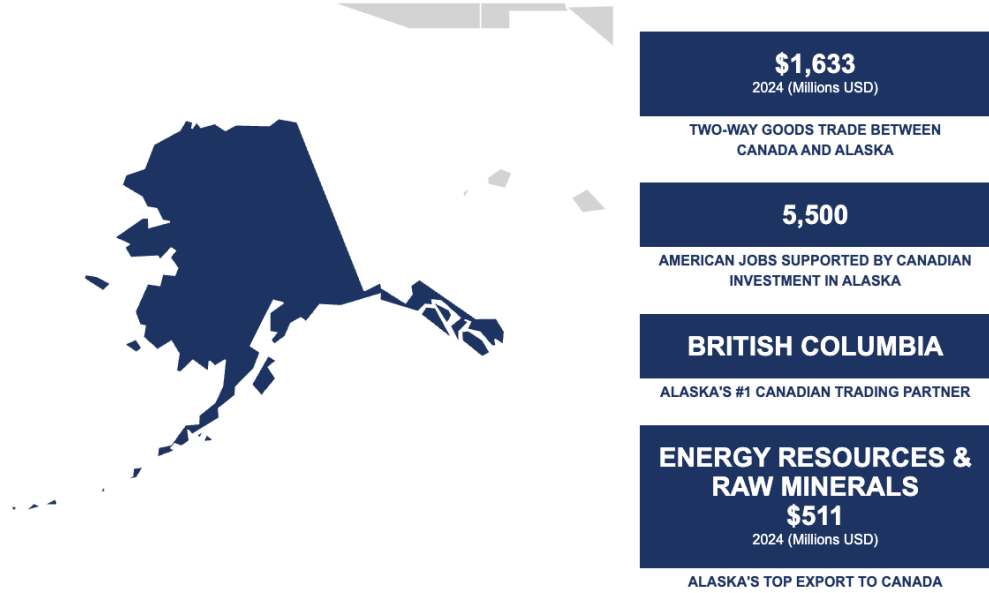 $1,633
2024 (Millions USD)
TWO-WAY GOODS TRADE BETWEEN
CANADA AND ALASKA
5,500
AMERICAN JOBS SUPPORTED BY CANADIAN
INVESTMENT IN ALASKA
BRITISH COLUMBIA
ALASKA'S #1 CANADIAN TRADING PARTNER
ENERGY RESOURCES &
RAW MINERALS
$511
2024 (Millions USD)
ALASKA'S TOP EXPORT TO CANADA